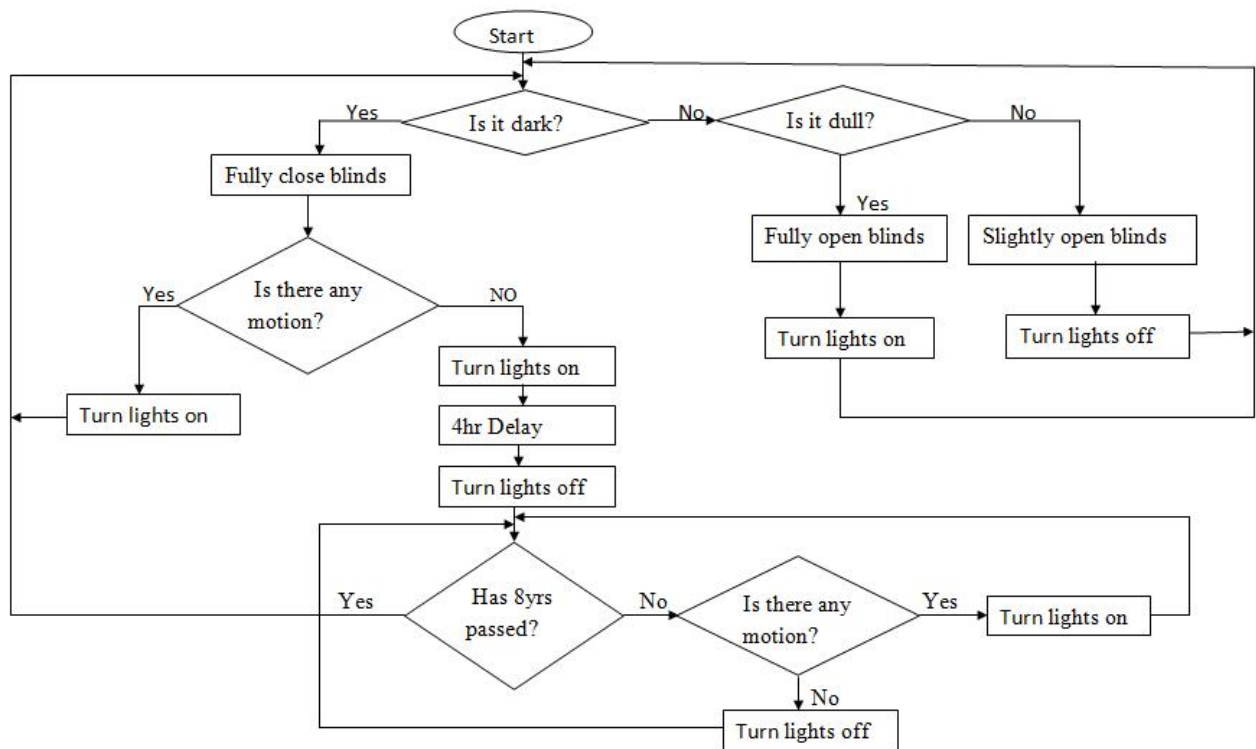 Start
Yes
Is it dark?
No
Is it dull?
No
Fully close blinds
Yes
Fully open blinds
Slightly open blinds
Yes
Is there any
motion?
NO
Turn lights on
Turn lights off
Turn lights on
Turn lights on
4hr Delay
Turn lights off
Yes
Has 8yrs
passed?
No
Is there any
motion?
Yes
Turn lights on
No
Turn lights off